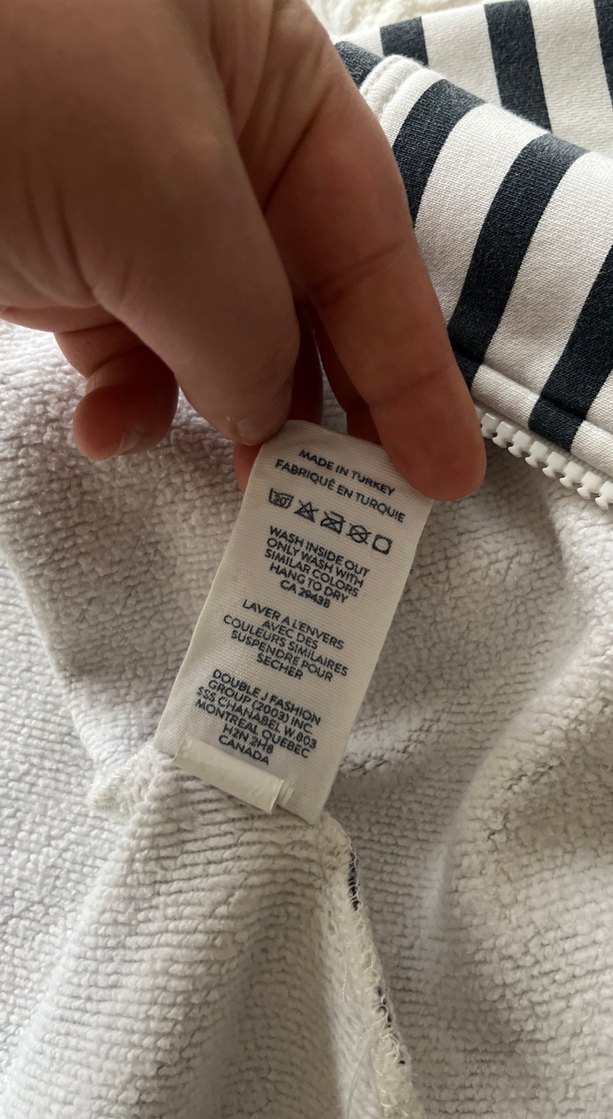 MADE IN TURKEY
FABRIQUÉ EN TURQUIE
30°
WASH INSIDE OUT
ONLY WASH WITH
SIMILAR COLORS
HANG TO DRY
CA 29438
LAVER A L'ENVERS
AVEC DES
COULEURS SIMILAIRES
SUSPENDRE POUR
SECHER
DOUBLE J FASHION
GROUP (2003) INC.
555 CHANABEL W.803
MONTREAL QUEBEC
H2N 2H8
CANADA